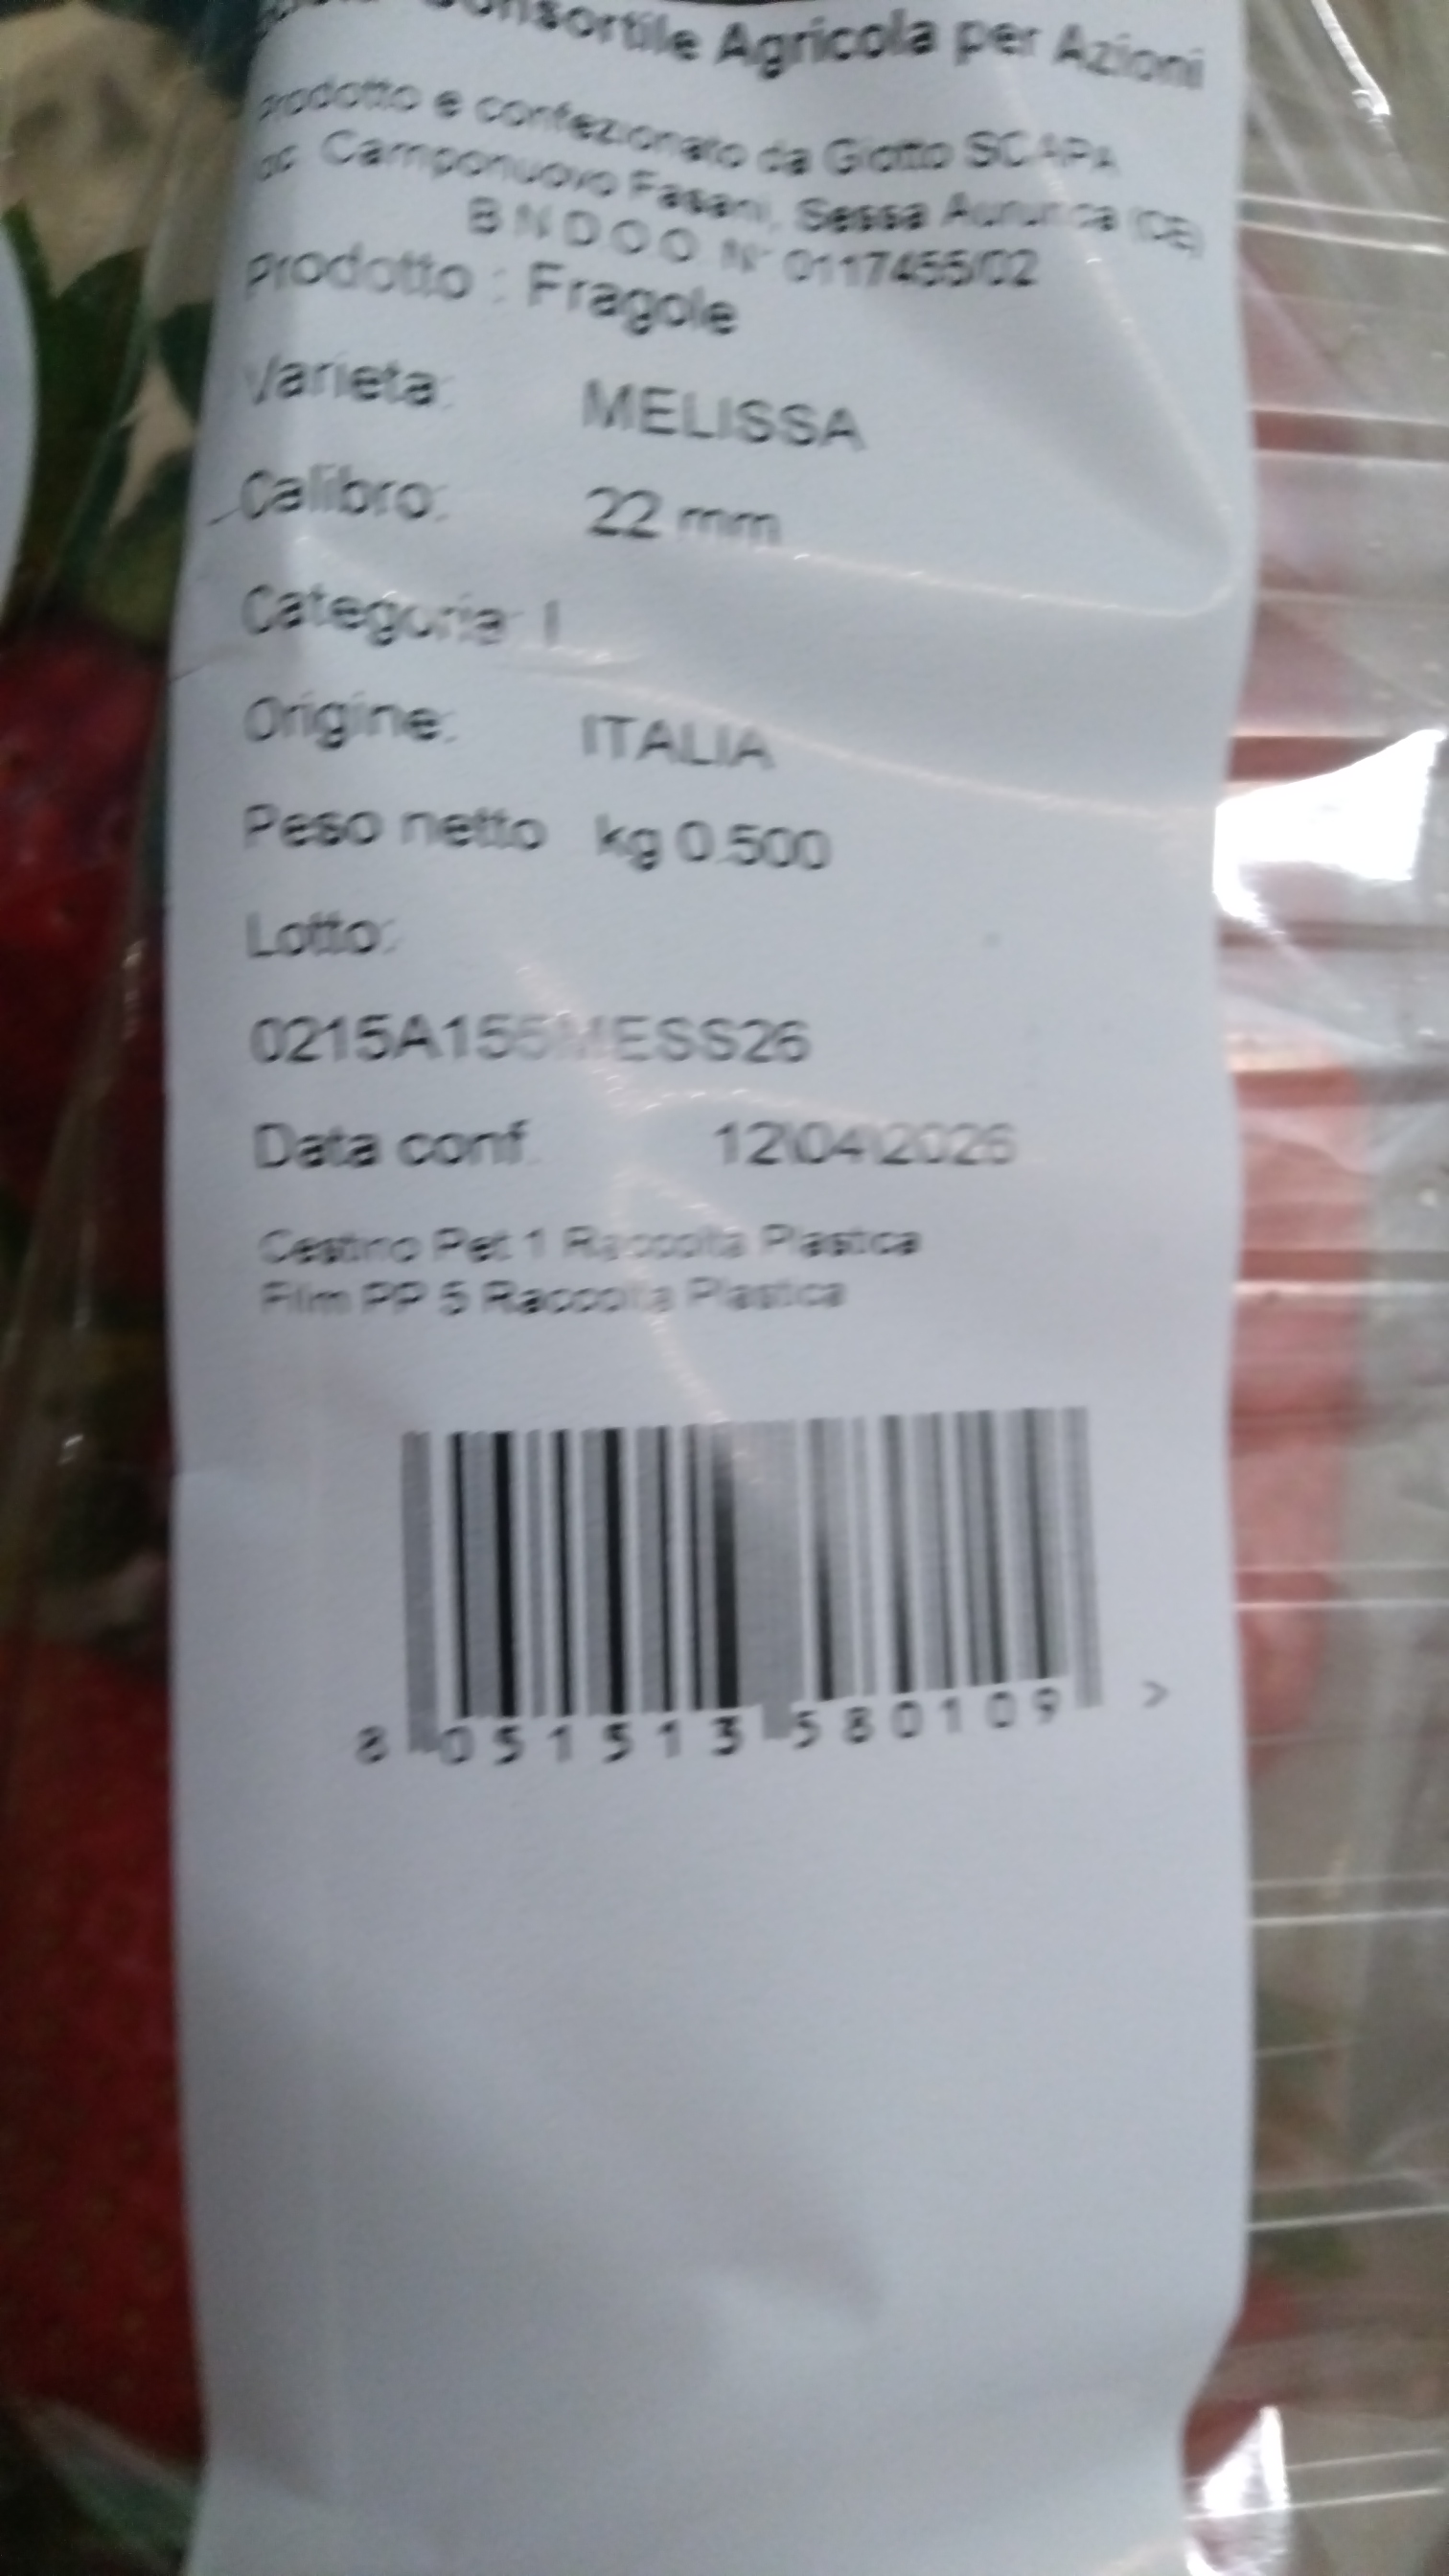 Consortile Agricola per Azioni
Prodotto e confezionato da Giotto SCAPA
Loc Camponuovo Fasani, Sessa Aurunca (CE)
B N D O O N° 0117455/02
Prodotto : Fragole
Varieta: MELISSA
Calibro: 22 mm
Categoria: I
Origine: ITALIA
Peso netto kg 0.500
Lotto:
0215A155MESS26
Data conf. 12\04\2026
Cestino Pet 1 Raccolta Plastica
Film PP 5 Raccolta Plastica
8 051513 580109 >